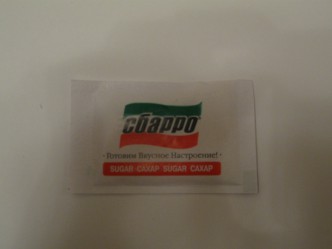 сбарро
· Готовим Вкусное Настроение! ·
SUGAR САХАР SUGAR САХАР